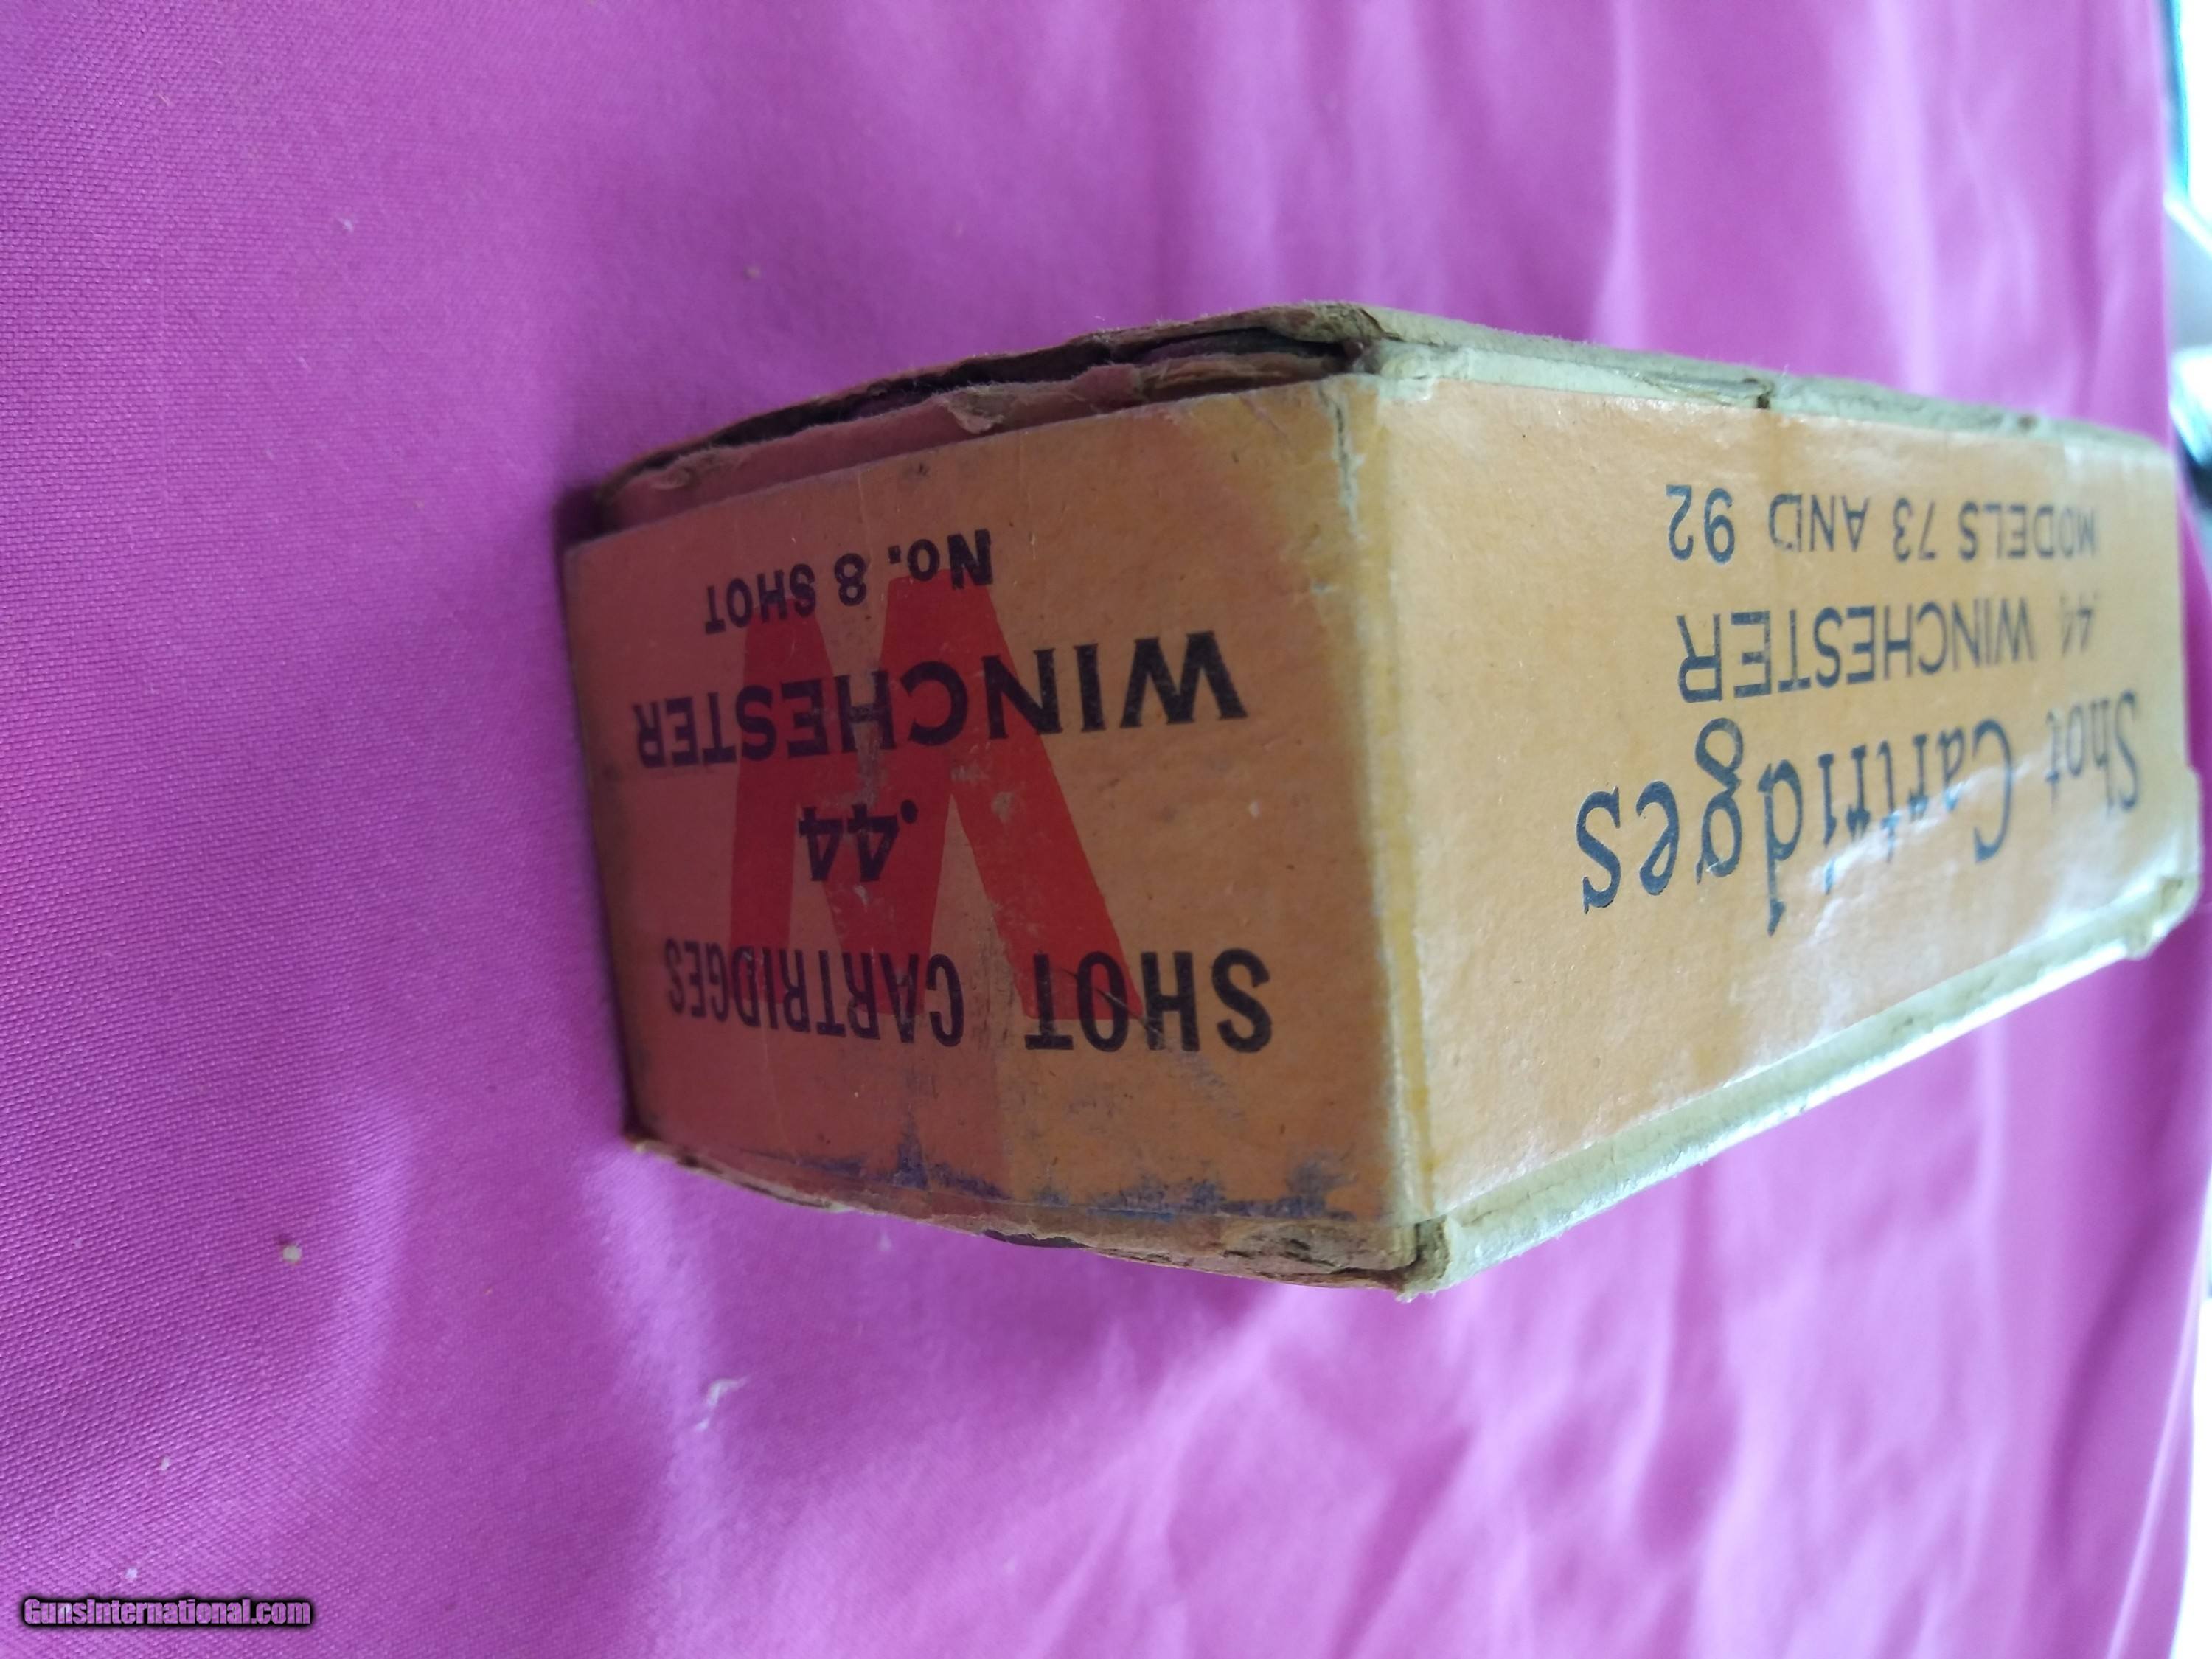 SHOT CARTRIDGES
.44
WINCHESTER
No. 8 SHOT
Shot Cartridges
.44 WINCHESTER
MODELS 73 AND 92
GunsInternational.com